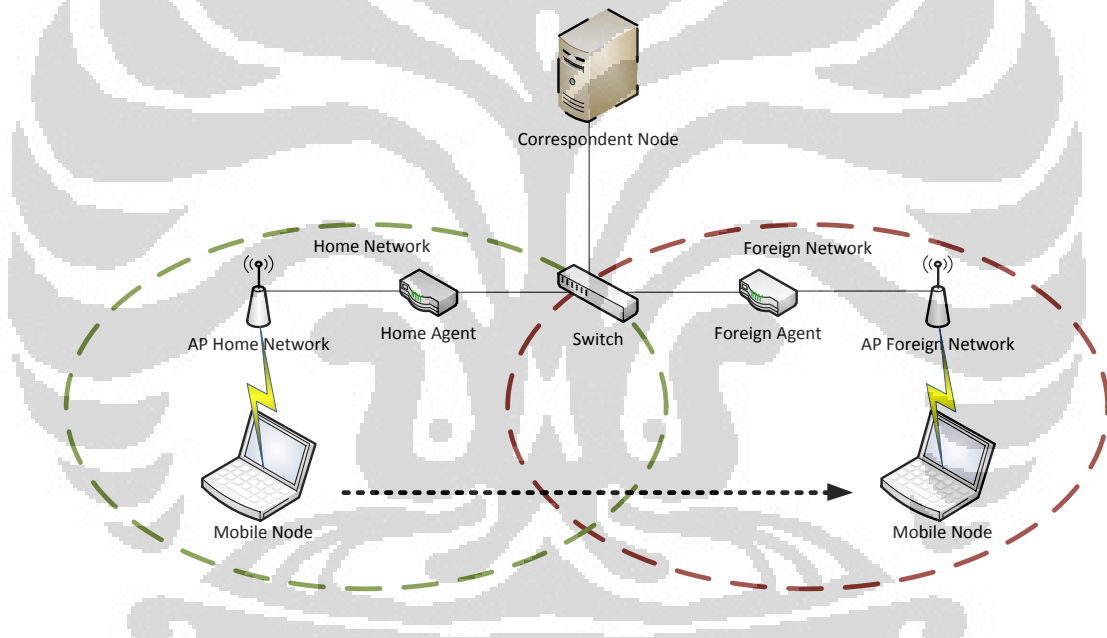 Correspondent Node
Home Network
Foreign Network
AP Home Network
Home Agent
Switch
Foreign Agent
AP Foreign Network
Mobile Node
Mobile Node